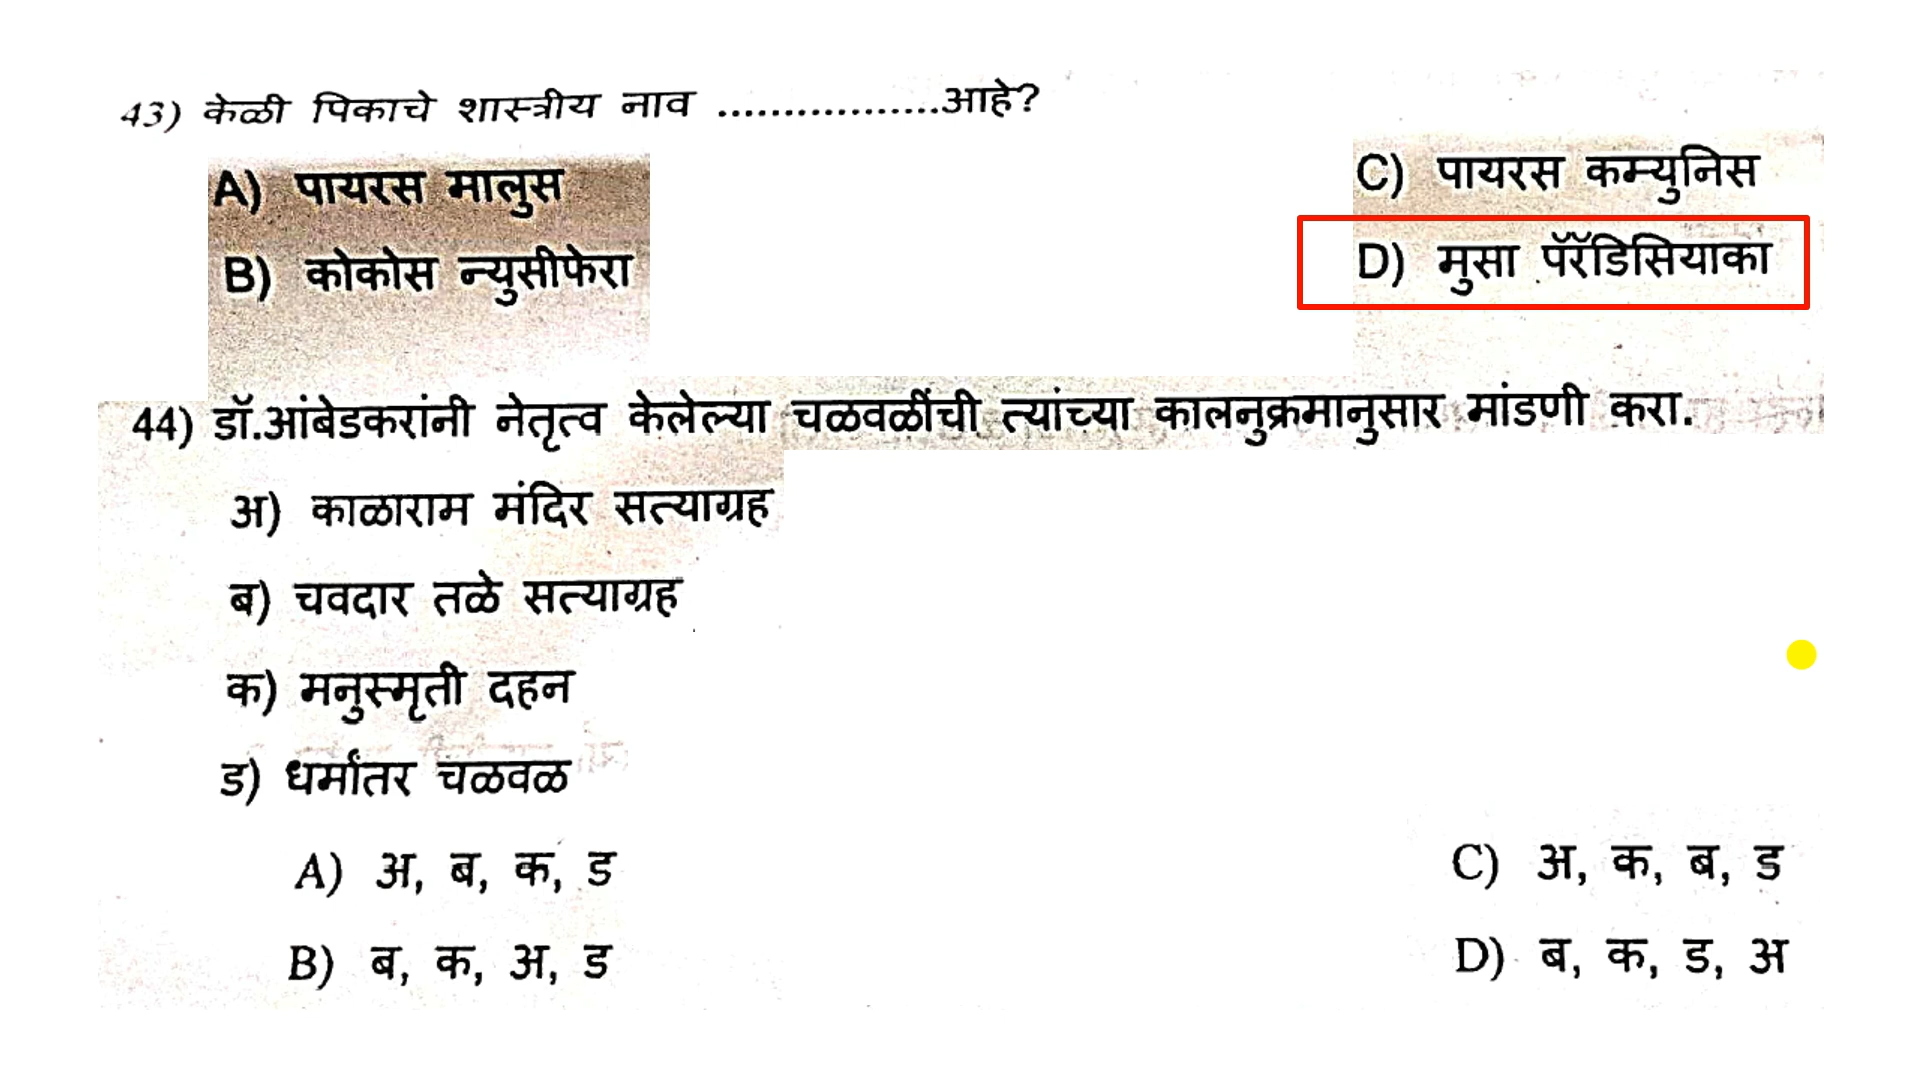 43) केळी पिकाचे शास्त्रीय नाव .................आहे?
A) पायरस मालुस
B) कोकोस न्युसीफेरा
C) पायरस कम्युनिस
D) मुसा पॅरॅडिसियाका
44) डॉ.आंबेडकरांनी नेतृत्व केलेल्या चळवळींची त्यांच्या कालनुक्रमानुसार मांडणी करा.
अ) काळाराम मंदिर सत्याग्रह
ब) चवदार तळे सत्याग्रह
क) मनुस्मृती दहन
ड) धर्मांतर चळवळ
A) अ, ब, क, ड
B) ब, क, अ, ड
C) अ, क, ब, ड
D) ब, क, ड, अ